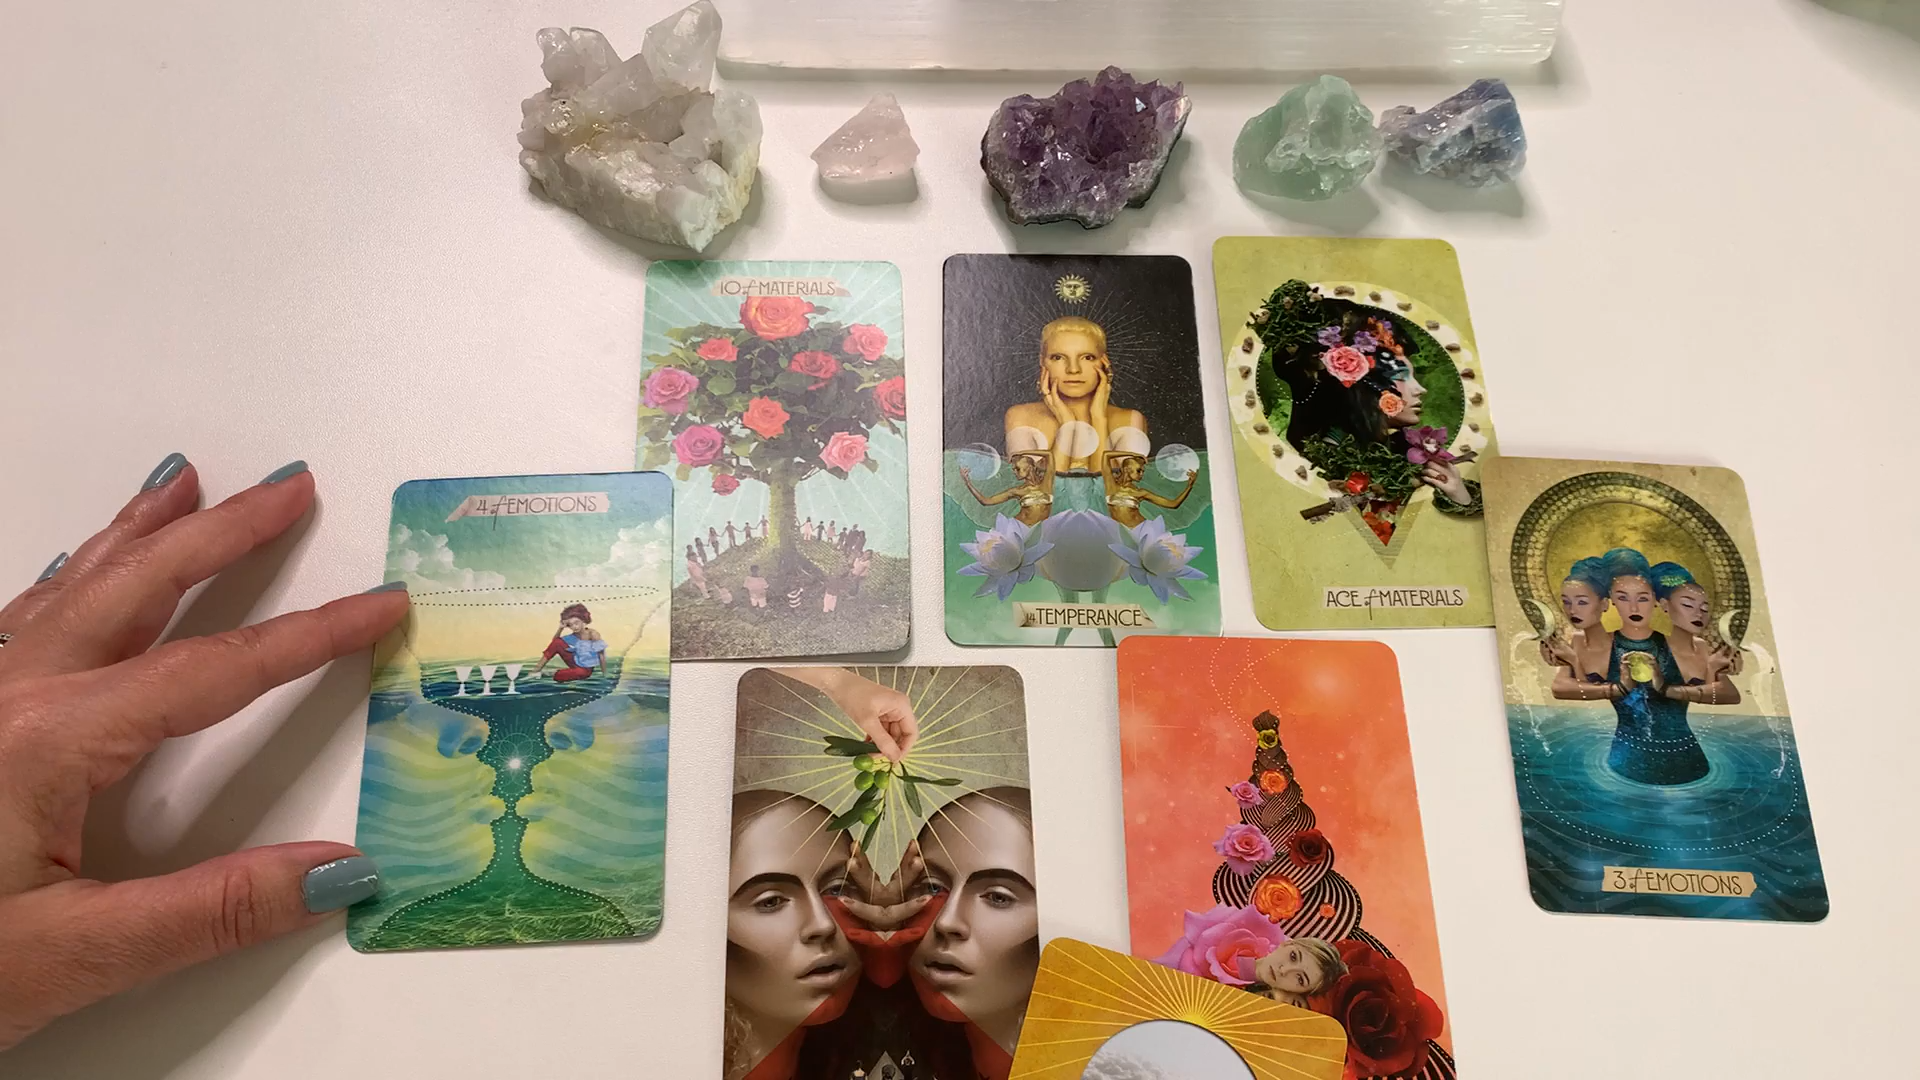 10 of MATERIALS
4 of EMOTIONS
14 TEMPERANCE
ACE of MATERIALS
3 of EMOTIONS